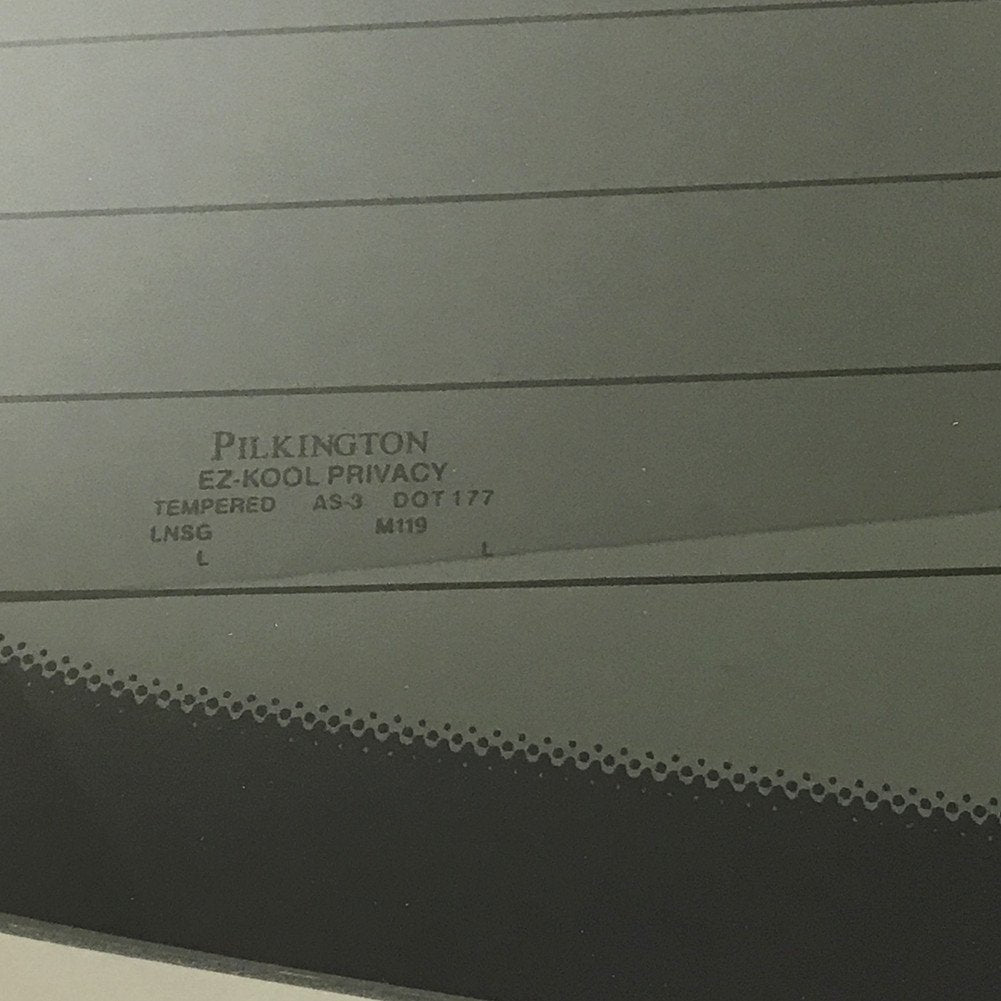 PILKINGTON
EZ-KOOL PRIVACY
TEMPERED AS-3 DOT 177
LNSG M119
L L